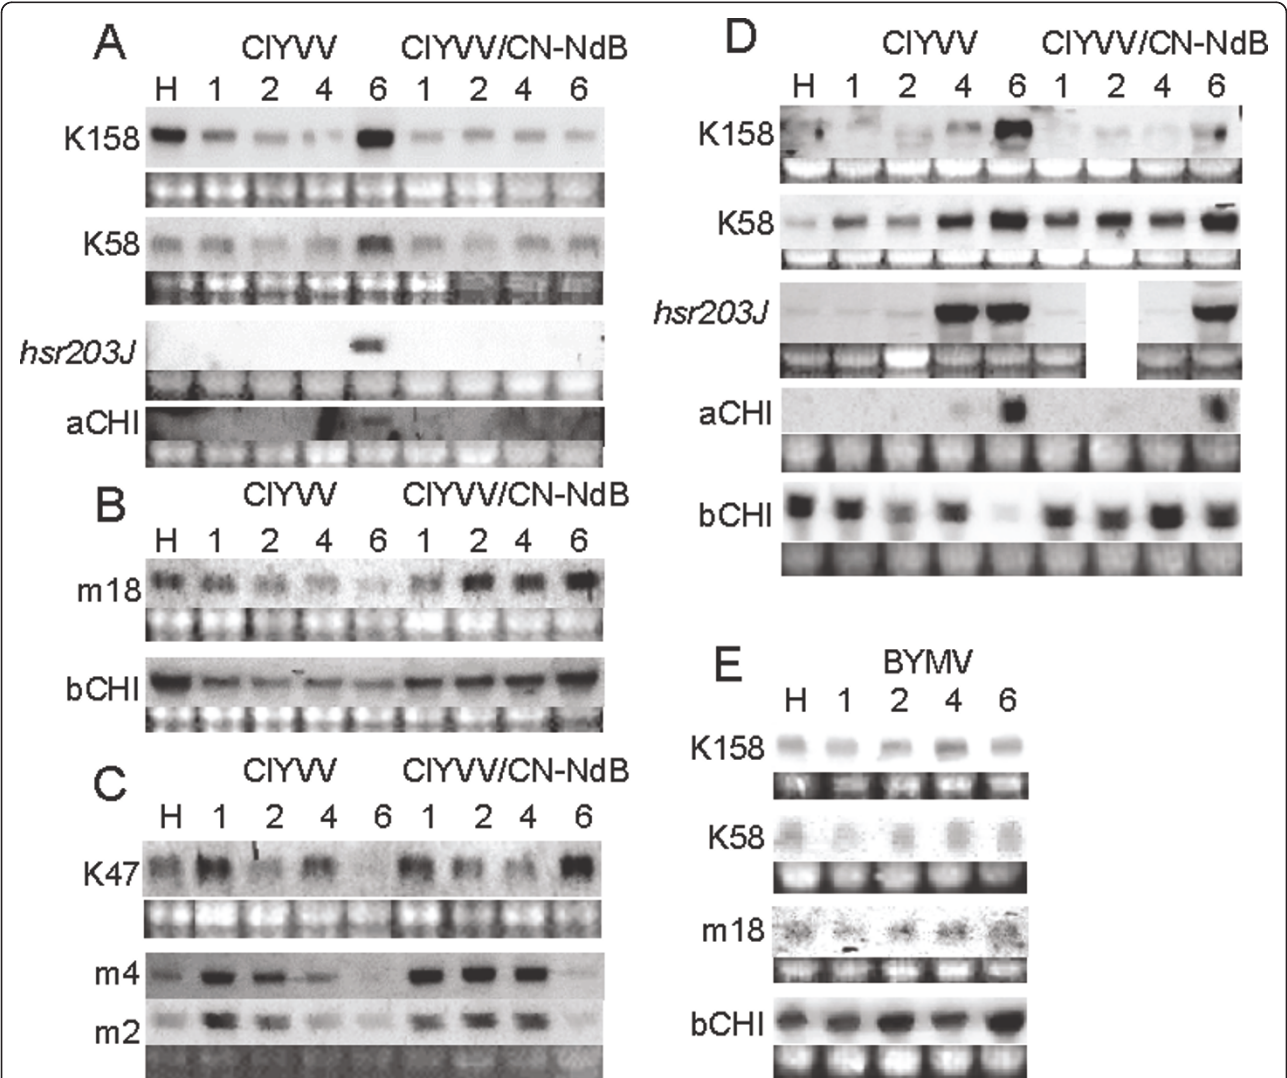 A
ClYVV ClYVV/CN-NdB
H 1 2 4 6 1 2 4 6
K158
K58
hsr203J
aCHI
B
ClYVV ClYVV/CN-NdB
H 1 2 4 6 1 2 4 6
m18
bCHI
C
ClYVV ClYVV/CN-NdB
H 1 2 4 6 1 2 4 6
K47
m4
m2
D
ClYVV ClYVV/CN-NdB
H 1 2 4 6 1 2 4 6
K158
K58
hsr203J
aCHI
bCHI
E
BYMV
H 1 2 4 6
K158
K58
m18
bCHI